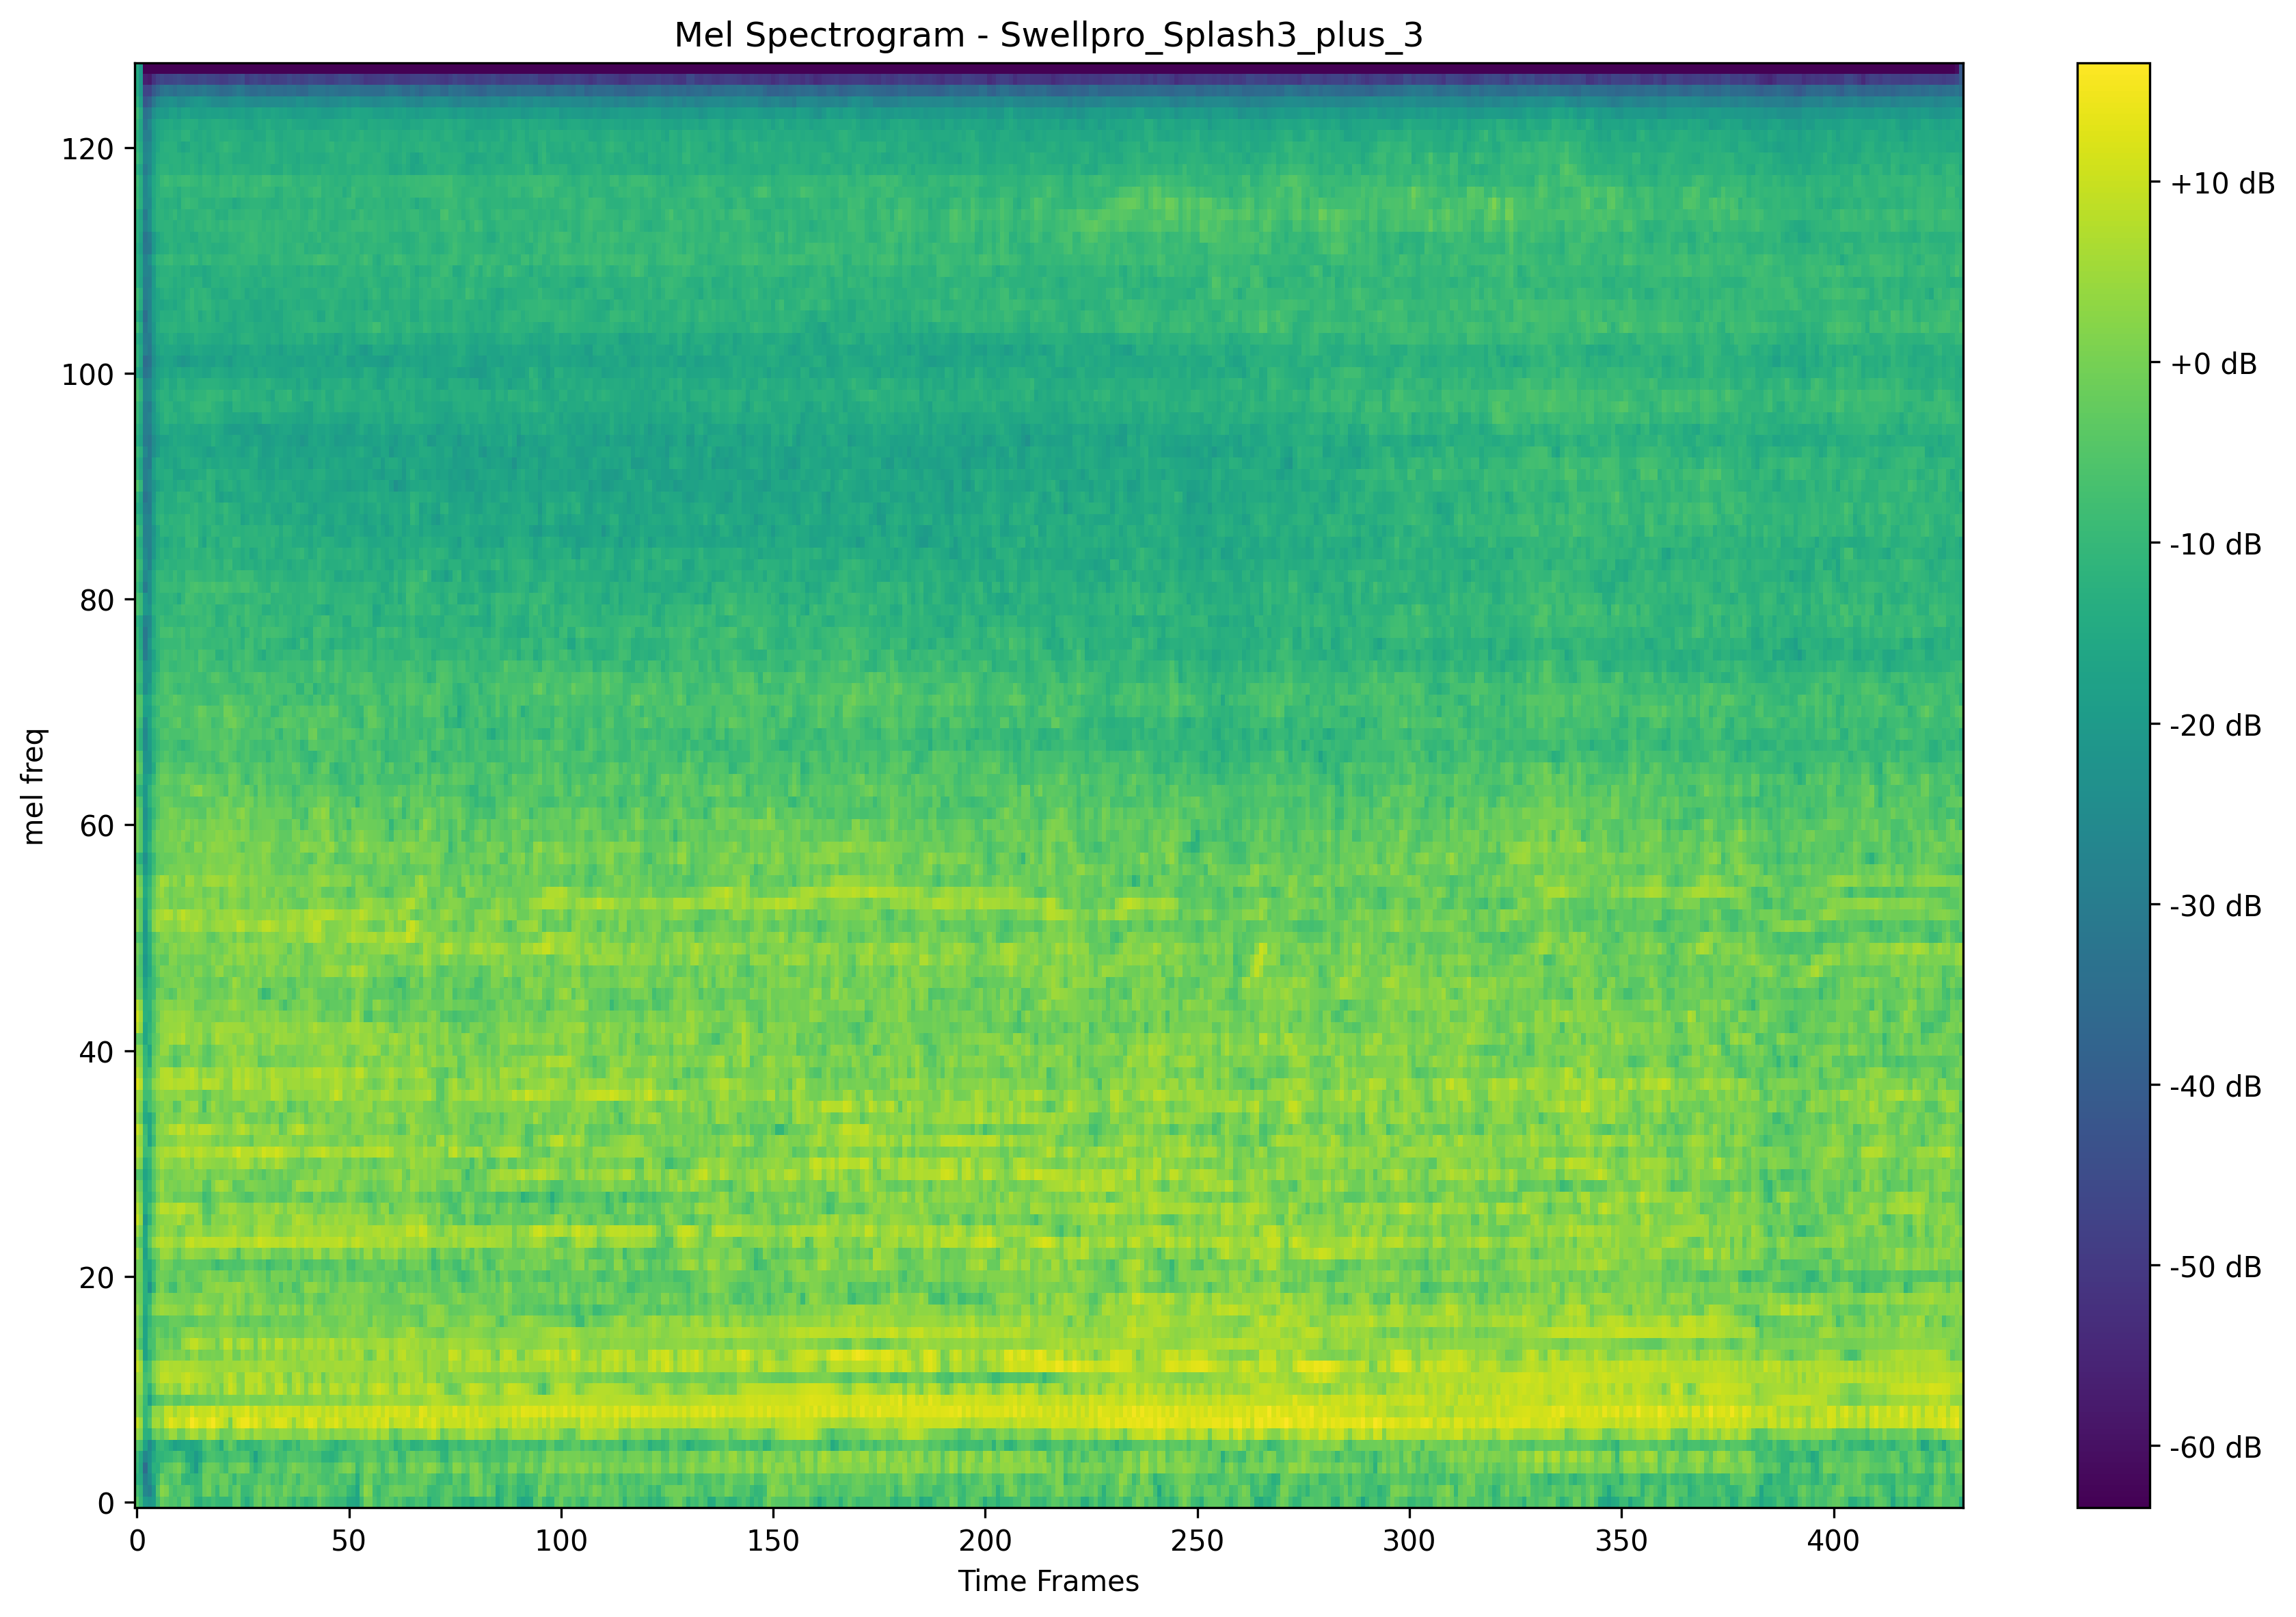 Mel Spectrogram - Swellpro_Splash3_plus_3
mel freq
120
100
80
60
40
20
0
0 50 100 150 200 250 300 350 400
Time Frames
+10 dB
+0 dB
-10 dB
-20 dB
-30 dB
-40 dB
-50 dB
-60 dB